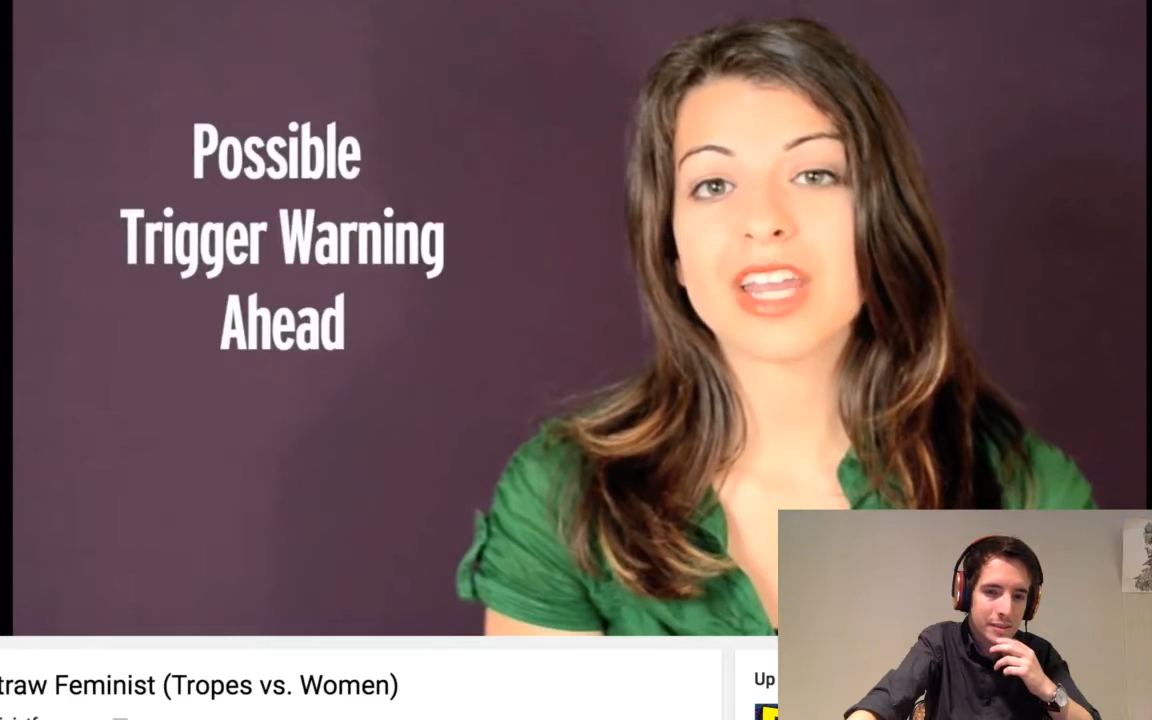 Possible
Trigger Warning
Ahead
traw Feminist (Tropes vs. Women)
Up